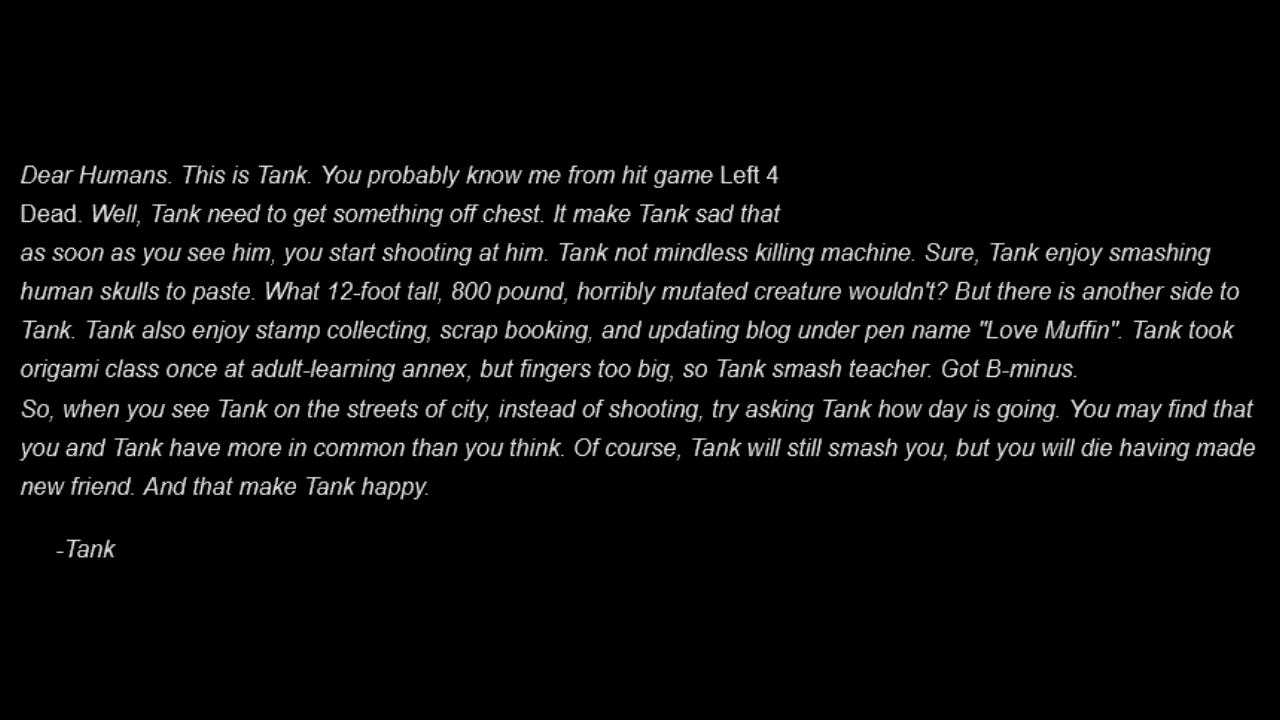 Dear Humans. This is Tank. You probably know me from hit game Left 4
Dead. Well, Tank need to get something off chest. It make Tank sad that
as soon as you see him, you start shooting at him. Tank not mindless killing machine. Sure, Tank enjoy smashing
human skulls to paste. What 12-foot tall, 800 pound, horribly mutated creature wouldn't? But there is another side to
Tank. Tank also enjoy stamp collecting, scrap booking, and updating blog under pen name "Love Muffin". Tank took
origami class once at adult-learning annex, but fingers too big, so Tank smash teacher. Got B-minus.
So, when you see Tank on the streets of city, instead of shooting, try asking Tank how day is going. You may find that
you and Tank have more in common than you think. Of course, Tank will still smash you, but you will die having made
new friend. And that make Tank happy.
-Tank